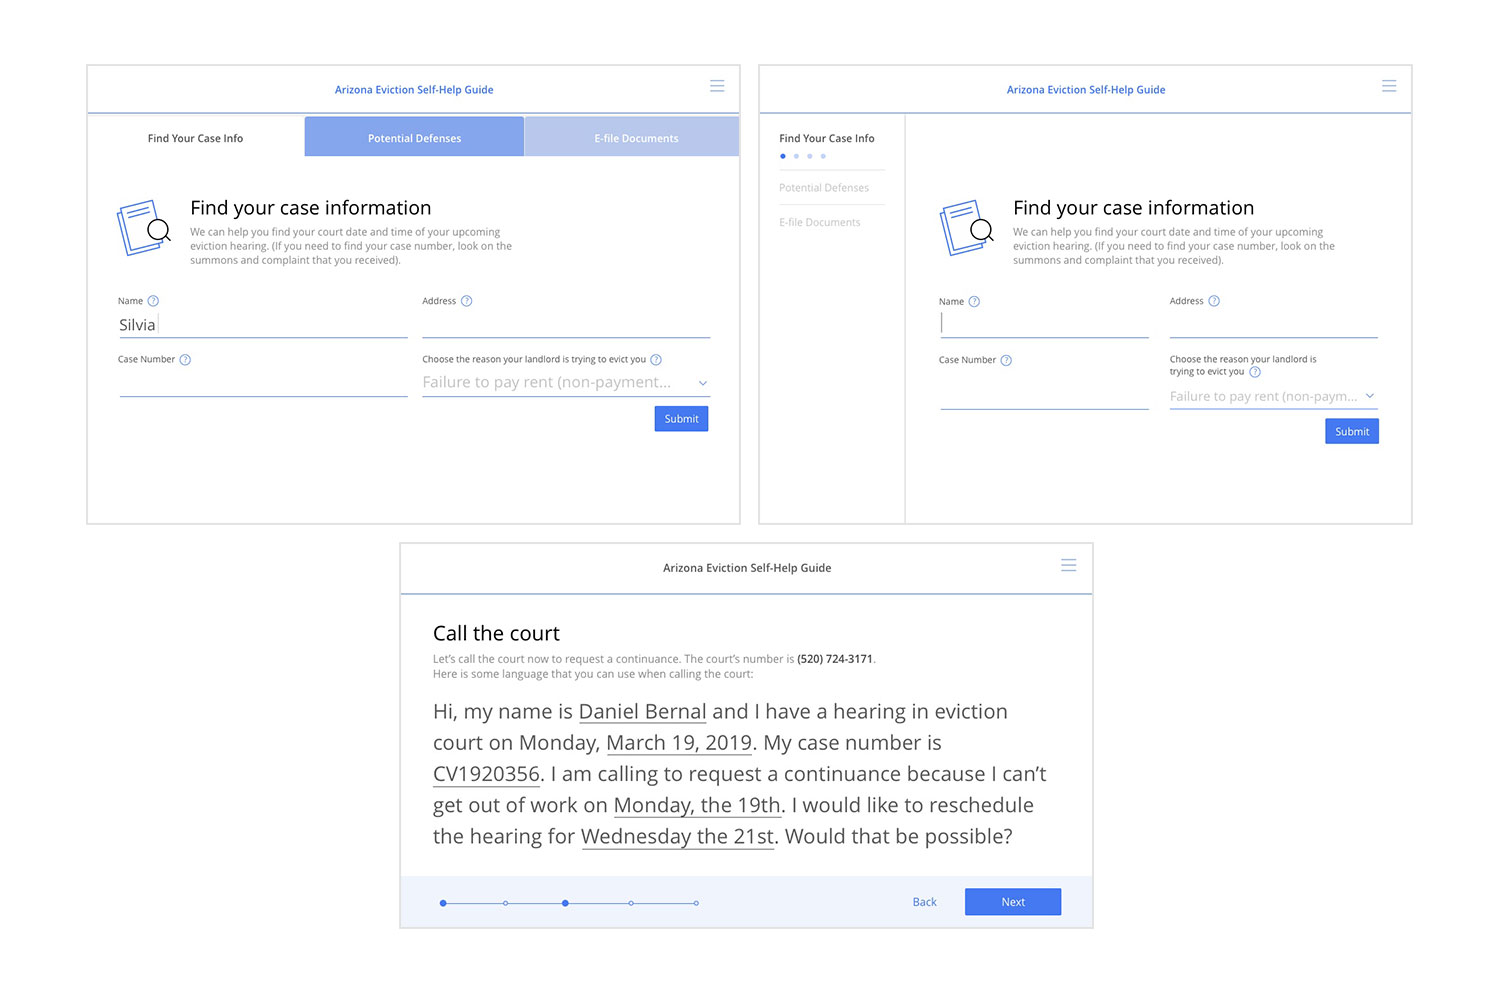 Arizona Eviction Self-Help Guide
Find Your Case Info
Potential Defenses
E-file Documents
Find your case information
We can help you find your court date and time of your upcoming
eviction hearing. (If you need to find your case number, look on the
summons and complaint that you received).
Name ?
Silvia
Address ?
Case Number ?
Choose the reason your landlord is trying to evict you ?
Failure to pay rent (non-payment...
Submit
Arizona Eviction Self-Help Guide
Find Your Case Info
Potential Defenses
E-file Documents
Find your case information
We can help you find your court date and time of your upcoming
eviction hearing. (If you need to find your case number, look on the
summons and complaint that you received).
Name ?
Address ?
Case Number ?
Choose the reason your landlord is
trying to evict you ?
Failure to pay rent (non-paym...
Submit
Arizona Eviction Self-Help Guide
Call the court
Let's call the court now to request a continuance. The court's number is (520) 724-3171.
Here is some language that you can use when calling the court:
Hi, my name is Daniel Bernal and I have a hearing in eviction
court on Monday, March 19, 2019. My case number is
CV1920356. I am calling to request a continuance because I can't
get out of work on Monday, the 19th. I would like to reschedule
the hearing for Wednesday the 21st. Would that be possible?
Back
Next